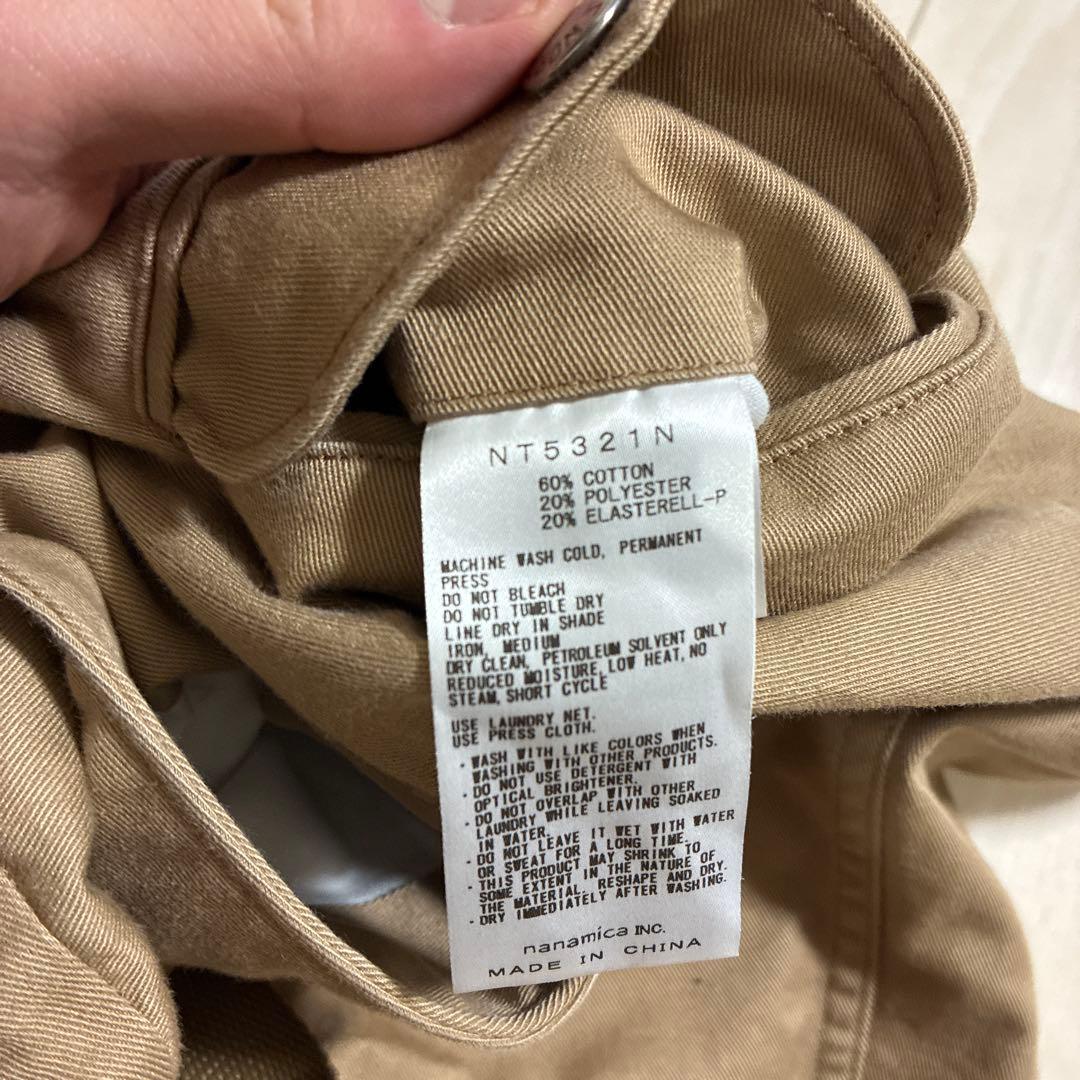 NT5321N
60% COTTON
20% POLYESTER
20% ELASTERELL-P
MACHINE WASH COLD, PERMANENT
PRESS
DO NOT BLEACH
DO NOT TUMBLE DRY
LINE DRY IN SHADE
IRON, MEDIUM
DRY CLEAN, PETROLEUM SOLVENT ONLY
REDUCED MOISTURE, LOW HEAT, NO
STEAM, SHORT CYCLE
USE LAUNDRY NET.
USE PRESS CLOTH.
・WASH WITH LIKE COLORS WHEN
WASHING WITH OTHER PRODUCTS.
・DO NOT USE DETERGENT WITH
OPTICAL BRIGHTENER.
・DO NOT OVERLAP WITH OTHER
LAUNDRY WHILE LEAVING SOAKED
IN WATER.
・DO NOT LEAVE IT WET WITH WATER
OR SWEAT FOR A LONG TIME.
・THIS PRODUCT MAY SHRINK TO
SOME EXTENT IN THE NATURE OF
THE MATERIAL. RESHAPE AND DRY.
・DRY IMMEDIATELY AFTER WASHING.
nanamica INC.
MADE IN CHINA